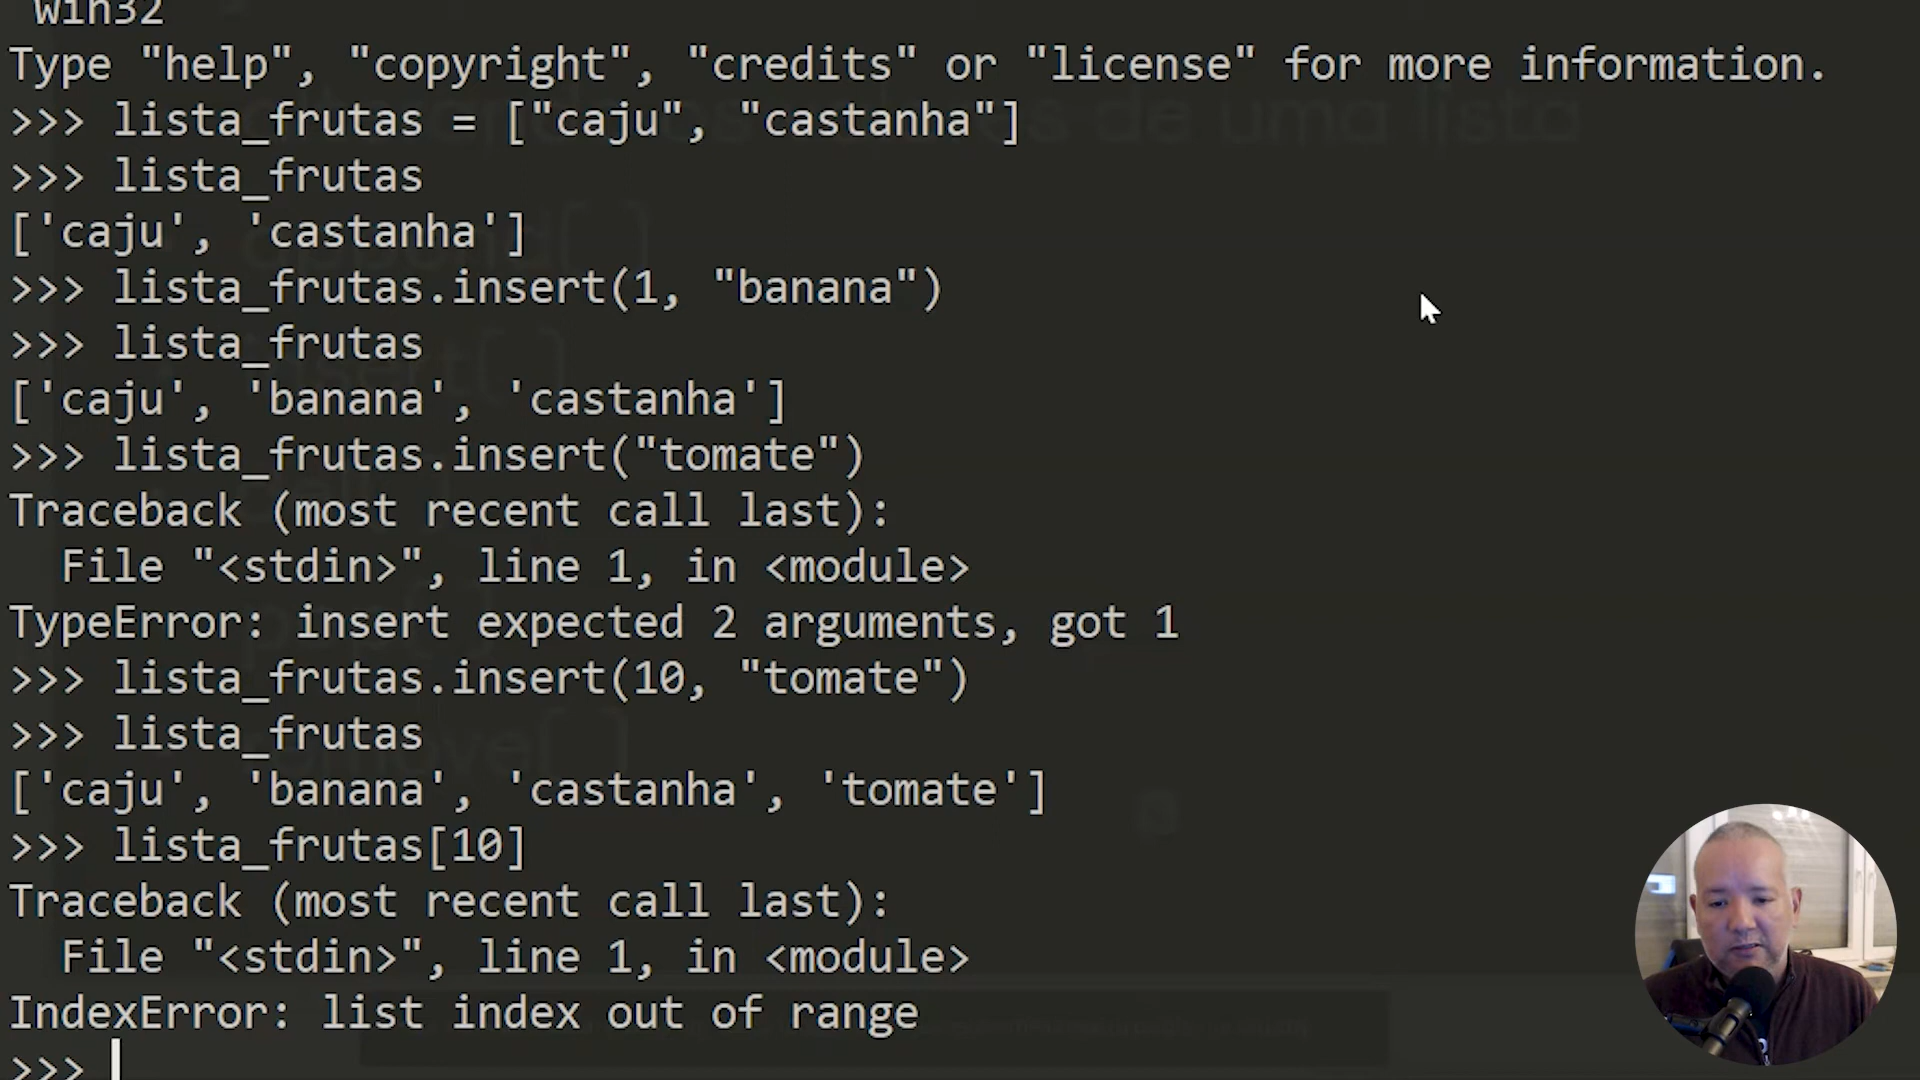 win32
Type "help", "copyright", "credits" or "license" for more information.
>>> lista_frutas = ["caju", "castanha"]
>>> lista_frutas
['caju', 'castanha']
>>> lista_frutas.insert(1, "banana")
>>> lista_frutas
['caju', 'banana', 'castanha']
>>> lista_frutas.insert("tomate")
Traceback (most recent call last):
  File "<stdin>", line 1, in <module>
TypeError: insert expected 2 arguments, got 1
>>> lista_frutas.insert(10, "tomate")
>>> lista_frutas
['caju', 'banana', 'castanha', 'tomate']
>>> lista_frutas[10]
Traceback (most recent call last):
  File "<stdin>", line 1, in <module>
IndexError: list index out of range
>>>